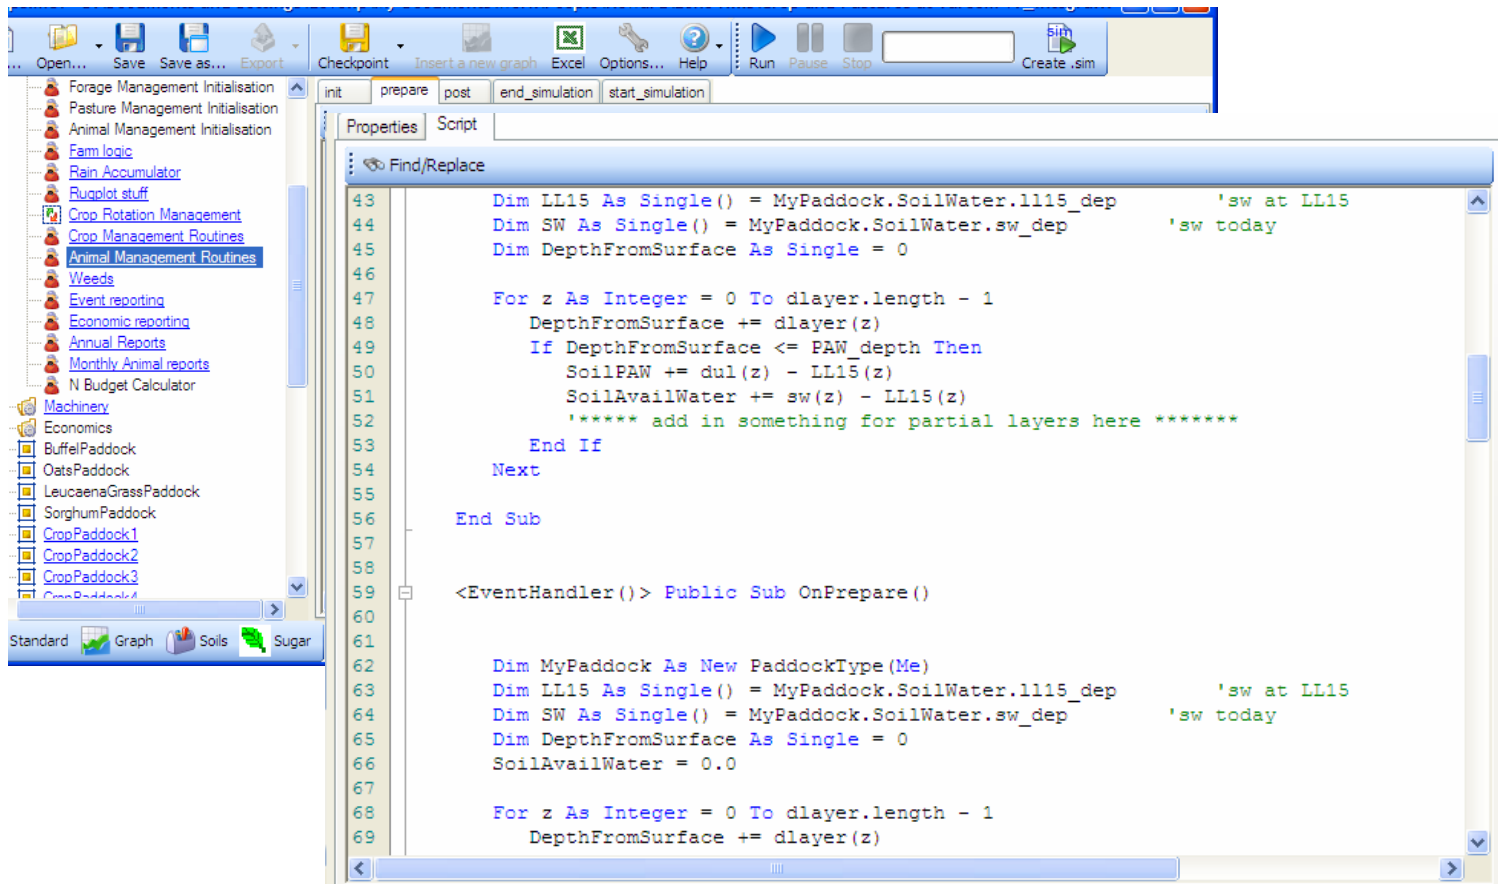 ... Open... Save Save as... Export Checkpoint Insert a new graph Excel Options... Help Run Pause Stop sim Create .sim
Forage Management Initialisation
Pasture Management Initialisation
Animal Management Initialisation
Farm logic
Rain Accumulator
Rugplot stuff
Crop Rotation Management
Crop Management Routines
Animal Management Routines
Weeds
Event reporting
Economic reporting
Annual Reports
Monthly Animal reports
N Budget Calculator
Machinery
Economics
BuffelPaddock
OatsPaddock
LeucaenaGrassPaddock
SorghumPaddock
CropPaddock1
CropPaddock2
CropPaddock3
CropPaddock4
Standard Graph Soils Sugar
init prepare post end_simulation start_simulation
Properties Script
Find/Replace
43 Dim LL15 As Single() = MyPaddock.SoilWater.ll15_dep 'sw at LL15
44 Dim SW As Single() = MyPaddock.SoilWater.sw_dep 'sw today
45 Dim DepthFromSurface As Single = 0
46
47 For z As Integer = 0 To dlayer.length - 1
48 DepthFromSurface += dlayer(z)
49 If DepthFromSurface <= PAW_depth Then
50 SoilPAW += dul(z) - LL15(z)
51 SoilAvailWater += sw(z) - LL15(z)
52 '***** add in something for partial layers here *******
53 End If
54 Next
55
56 End Sub
57
58
59 <EventHandler()> Public Sub OnPrepare()
60
61
62 Dim MyPaddock As New PaddockType(Me)
63 Dim LL15 As Single() = MyPaddock.SoilWater.ll15_dep 'sw at LL15
64 Dim SW As Single() = MyPaddock.SoilWater.sw_dep 'sw today
65 Dim DepthFromSurface As Single = 0
66 SoilAvailWater = 0.0
67
68 For z As Integer = 0 To dlayer.length - 1
69 DepthFromSurface += dlayer(z)